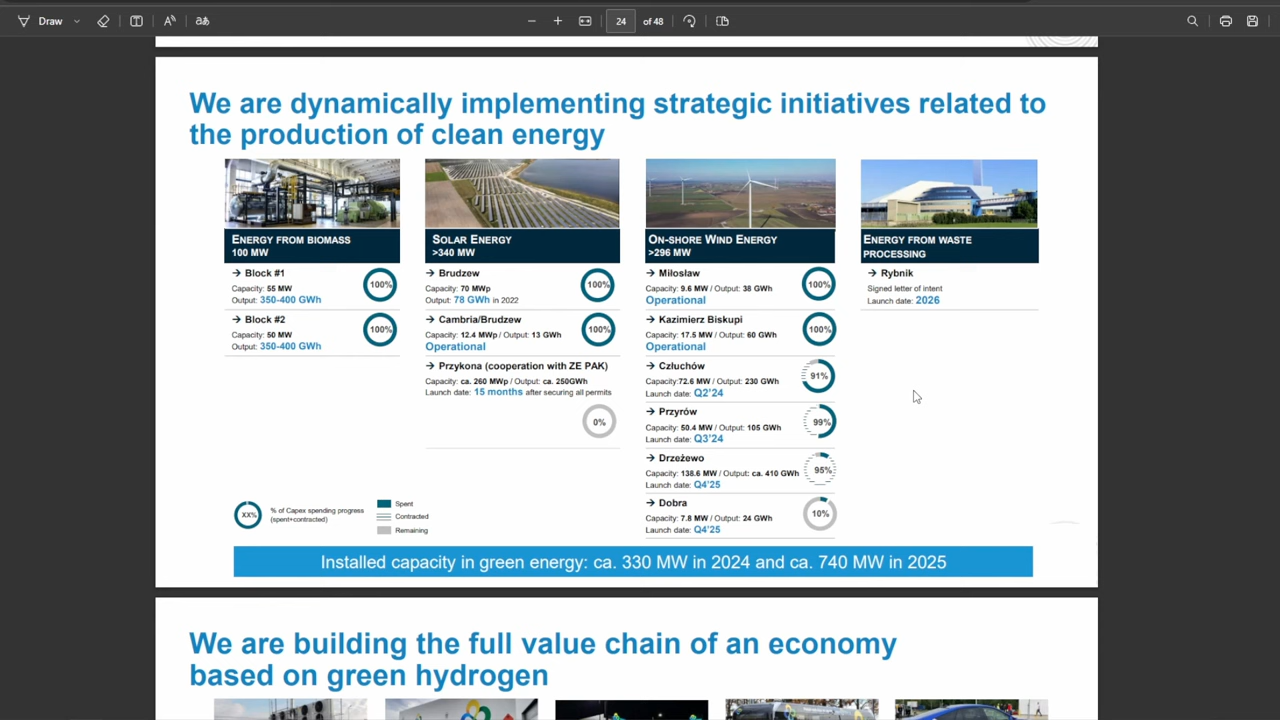 Draw
24
of 48
We are dynamically implementing strategic initiatives related to
the production of clean energy
ENERGY FROM BIOMASS
100 MW
→ Block #1
Capacity: 55 MW
Output: 350-400 GWh
100%
→ Block #2
Capacity: 50 MW
Output: 350-400 GWh
100%
SOLAR ENERGY
>340 MW
→ Brudzew
Capacity: 70 MWp
Output: 78 GWh in 2022
100%
→ Cambria/Brudzew
Capacity: 12.4 MWp / Output: 13 GWh
Operational
100%
→ Przykona (cooperation with ZE PAK)
Capacity: ca. 260 MWp / Output: ca. 250GWh
Launch date: 15 months after securing all permits
0%
ON-SHORE WIND ENERGY
>296 MW
→ Miłosław
Capacity: 9.6 MW / Output: 38 GWh
Operational
100%
→ Kazimierz Biskupi
Capacity: 17.5 MW / Output: 60 GWh
Operational
100%
→ Człuchów
Capacity:72.6 MW / Output: 230 GWh
Launch date: Q2'24
91%
→ Przyrów
Capacity: 50.4 MW / Output: 105 GWh
Launch date: Q3'24
99%
→ Drzeżewo
Capacity: 138.6 MW / Output: ca. 410 GWh
Launch date: Q4'25
95%
→ Dobra
Capacity: 7.8 MW / Output: 24 GWh
Launch date: Q4'25
10%
ENERGY FROM WASTE
PROCESSING
→ Rybnik
Signed letter of intent
Launch date: 2026
XX%
% of Capex spending progress
(spent+contracted)
Spent
Contracted
Remaining
Installed capacity in green energy: ca. 330 MW in 2024 and ca. 740 MW in 2025
We are building the full value chain of an economy
based on green hydrogen